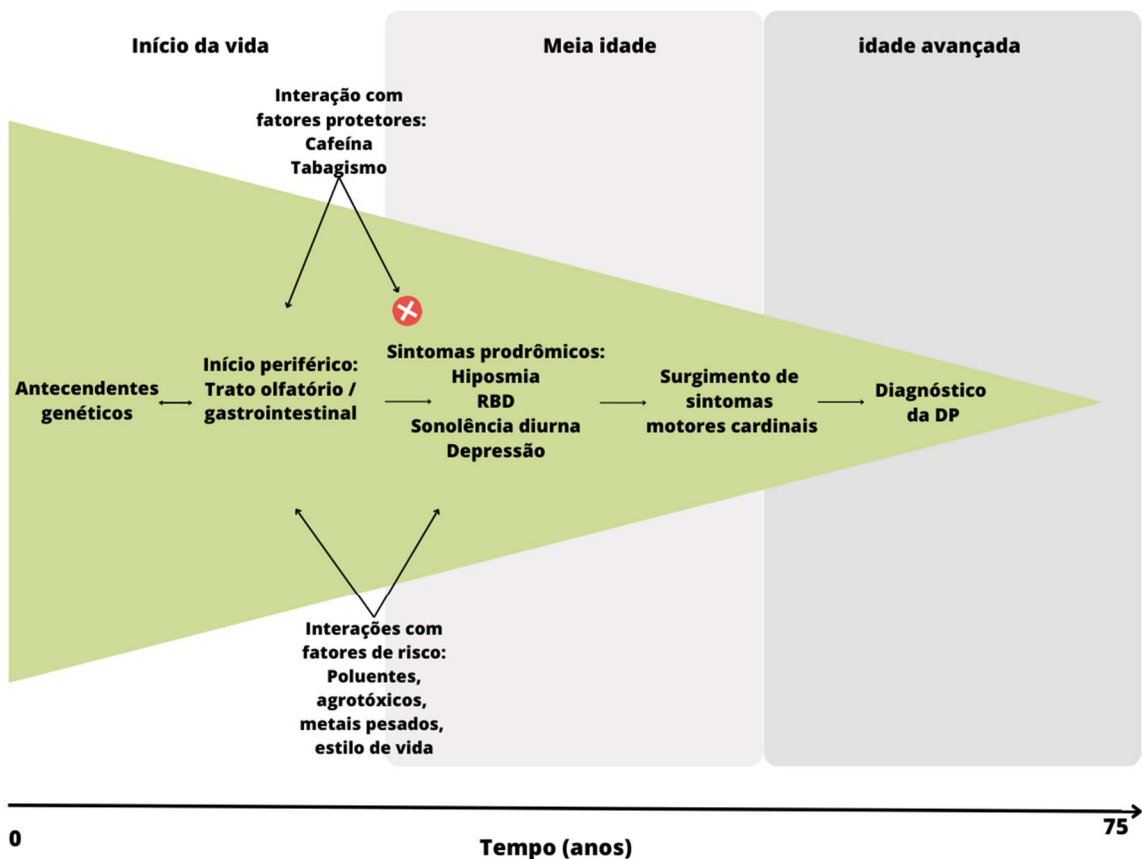 Início da vida
Meia idade
idade avançada
Interação com
fatores protetores:
Cafeína
Tabagismo
Antecendentes
genéticos
Início periférico:
Trato olfatório /
gastrointestinal
Sintomas prodrômicos:
Hiposmia
RBD
Sonolência diurna
Depressão
Surgimento de
sintomas
motores cardinais
Diagnóstico
da DP
Interações com
fatores de risco:
Poluentes,
agrotóxicos,
metais pesados,
estilo de vida
0
75
Tempo (anos)